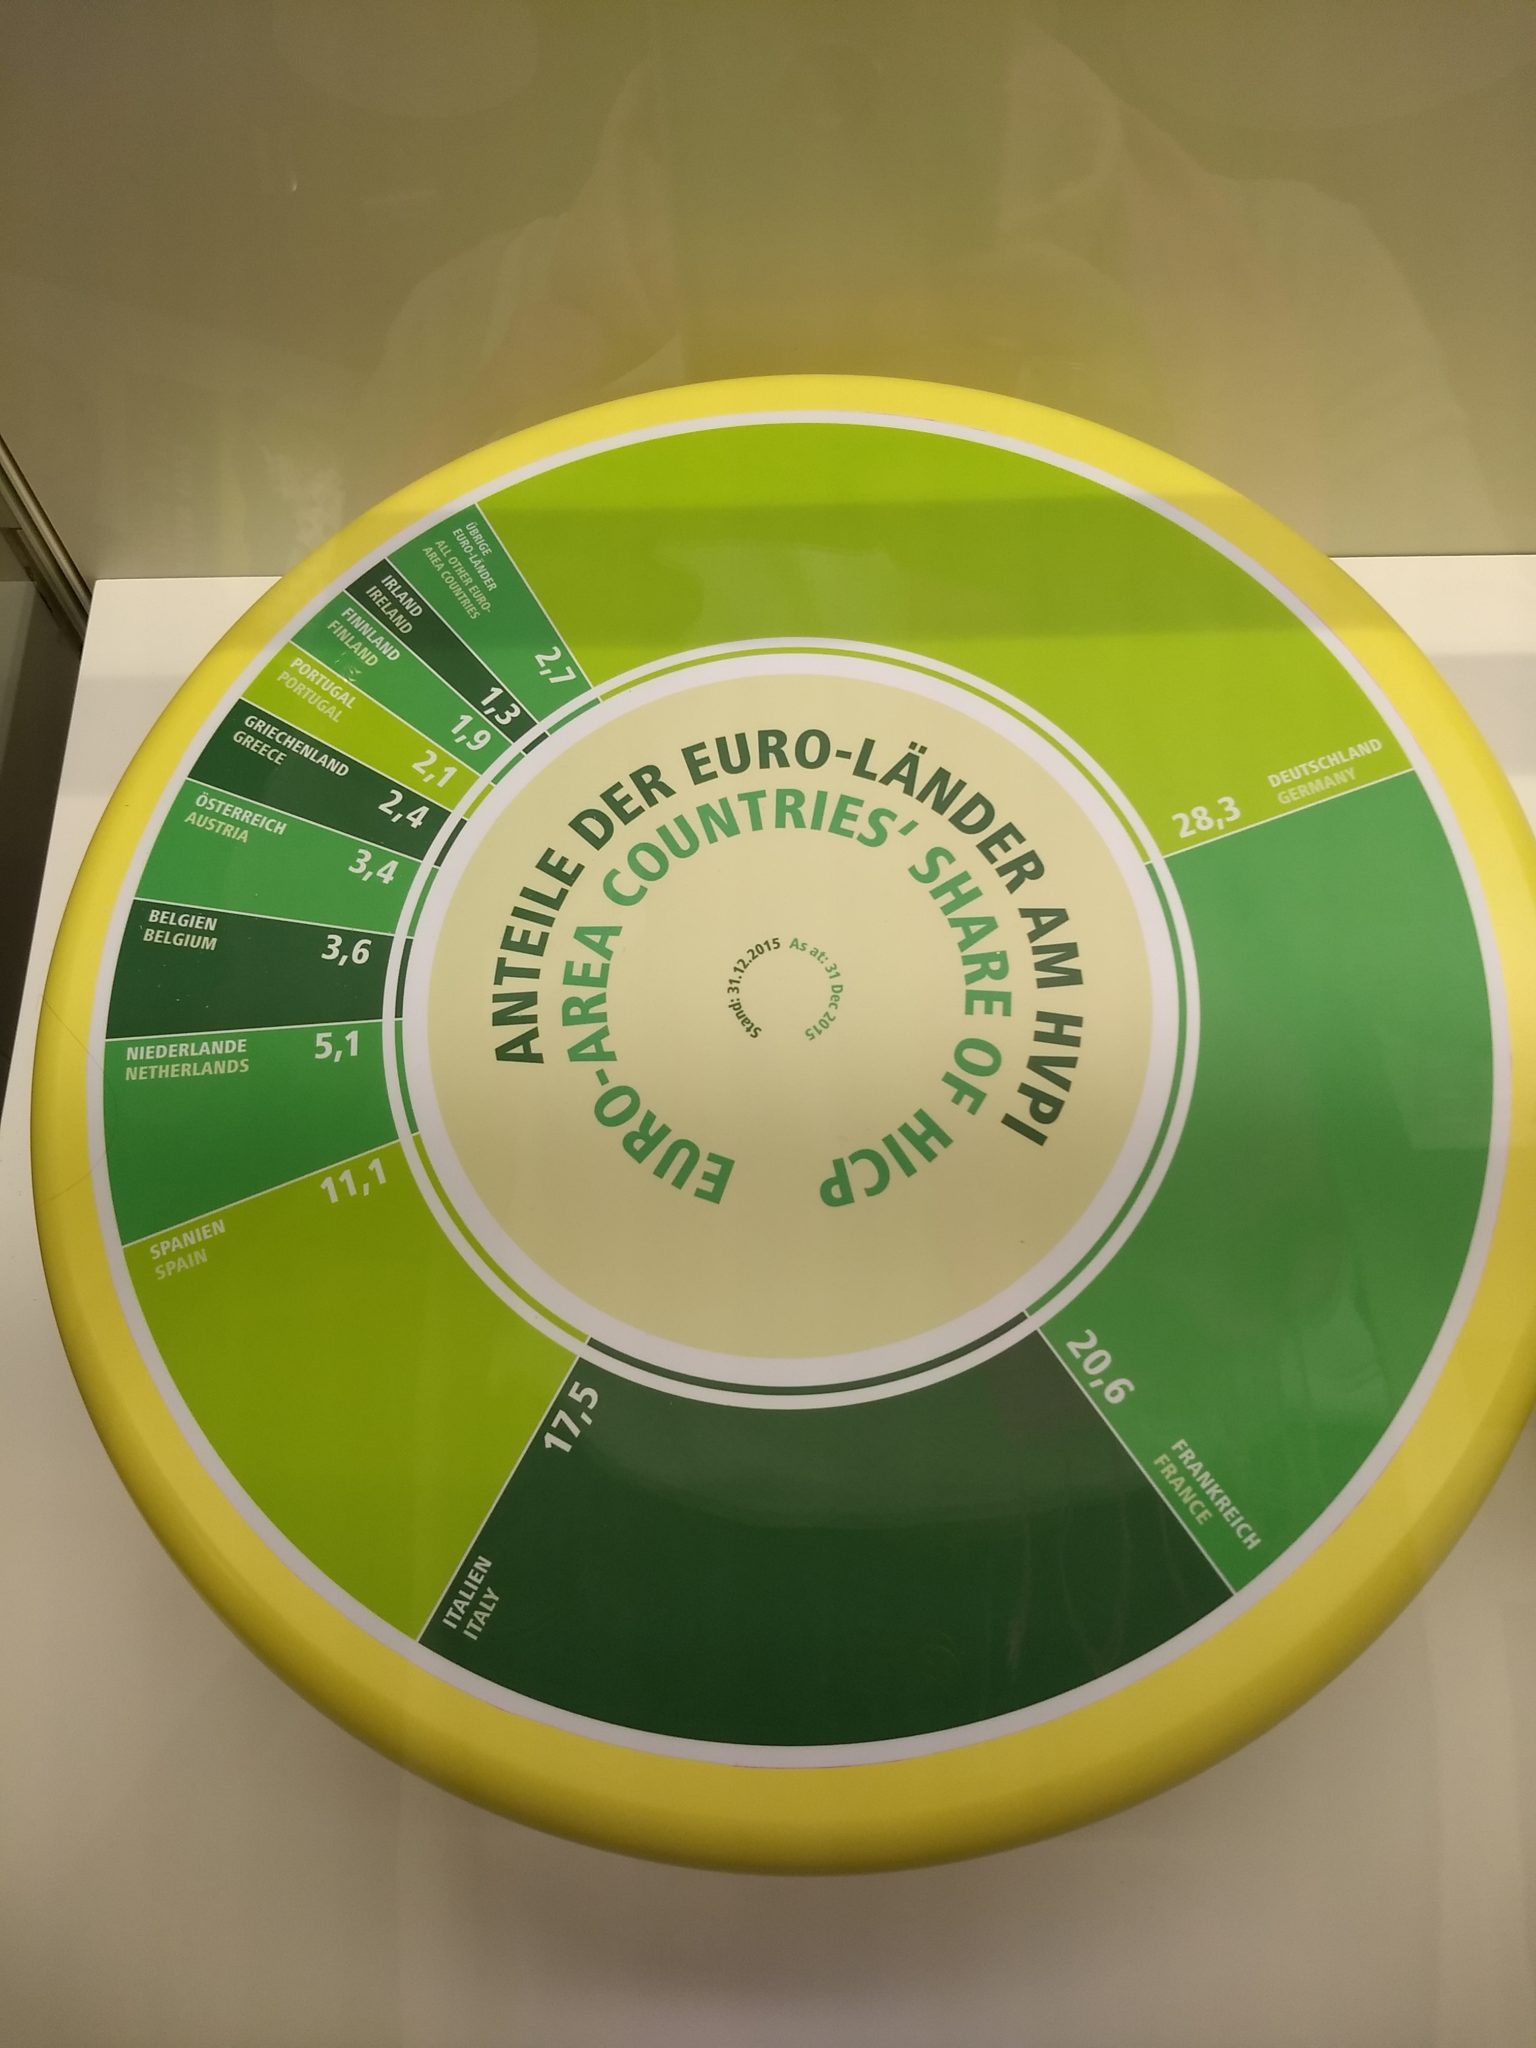 ANTEILE DER EURO-LÄNDER AM HVPI
EURO-AREA COUNTRIES’ SHARE OF HICP
Stand: 31.12.2015
As at: 31 Dec 2015
DEUTSCHLAND
GERMANY
28,3
FRANKREICH
FRANCE
20,6
ITALIEN
ITALY
17,5
SPANIEN
SPAIN
11,1
NIEDERLANDE
NETHERLANDS
5,1
BELGIEN
BELGIUM
3,6
ÖSTERREICH
AUSTRIA
3,4
GRIECHENLAND
GREECE
2,4
PORTUGAL
PORTUGAL
2,1
FINNLAND
FINLAND
1,9
IRLAND
IRELAND
1,3
ÜBRIGE
EURO-LÄNDER
ALL OTHER EURO-
AREA COUNTRIES
2,7